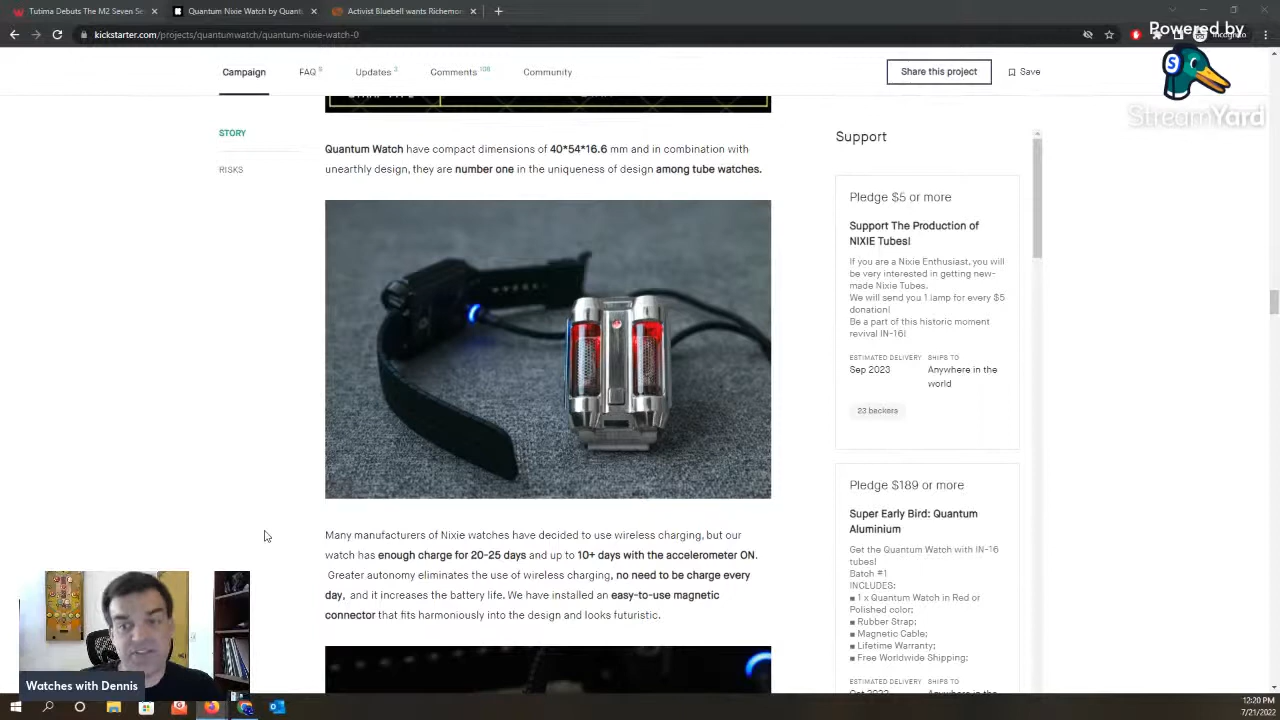 Tutima Debuts The M2 Seven Se
Quantum Nixie Watch by Quant
Activist Bluebell wants Richemon
kickstarter.com/projects/quantumwatch/quantum-nixie-watch-0
Powered by
StreamYard
Campaign
FAQ 5
Updates 3
Comments 108
Community
Share this project
Save
STORY
RISKS
Quantum Watch have compact dimensions of 40*54*16.6 mm and in combination with
unearthly design, they are number one in the uniqueness of design among tube watches.
Many manufacturers of Nixie watches have decided to use wireless charging, but our
watch has enough charge for 20-25 days and up to 10+ days with the accelerometer ON.
Greater autonomy eliminates the use of wireless charging, no need to be charge every
day, and it increases the battery life. We have installed an easy-to-use magnetic
connector that fits harmoniously into the design and looks futuristic.
Support
Pledge $5 or more
Support The Production of
NIXIE Tubes!
If you are a Nixie Enthusiast, you will
be very interested in getting new-
made Nixie Tubes.
We will send you 1 lamp for every $5
donation!
Be a part of this historic moment
revival IN-16!
ESTIMATED DELIVERY
Sep 2023
SHIPS TO
Anywhere in the
world
23 backers
Pledge $189 or more
Super Early Bird: Quantum
Aluminium
Get the Quantum Watch with IN-16
tubes!
Batch #1
INCLUDES:
■ 1 x Quantum Watch in Red or
Polished color;
■ Rubber Strap;
■ Magnetic Cable;
■ Lifetime Warranty;
■ Free Worldwide Shipping;
ESTIMATED DELIVERY
SHIPS TO
Watches with Dennis
12:20 PM
7/21/2022